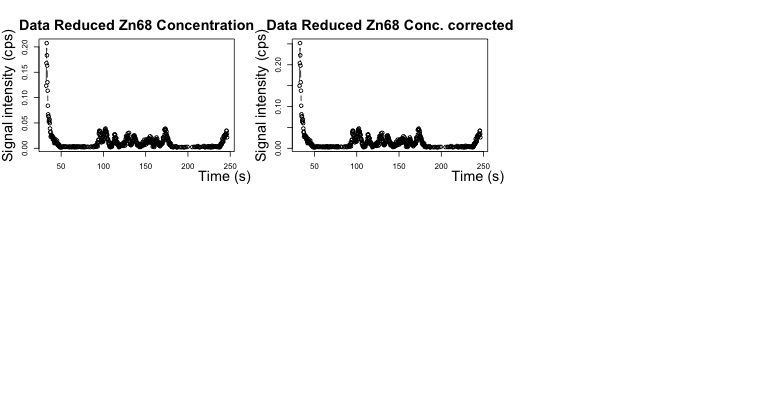 Data Reduced Zn68 Concentration
Signal intensity (cps)
0.00 0.05 0.10 0.15 0.20
50 100 150 200 250
Time (s)
Data Reduced Zn68 Conc. corrected
Signal intensity (cps)
0.00 0.10 0.20
50 100 150 200 250
Time (s)